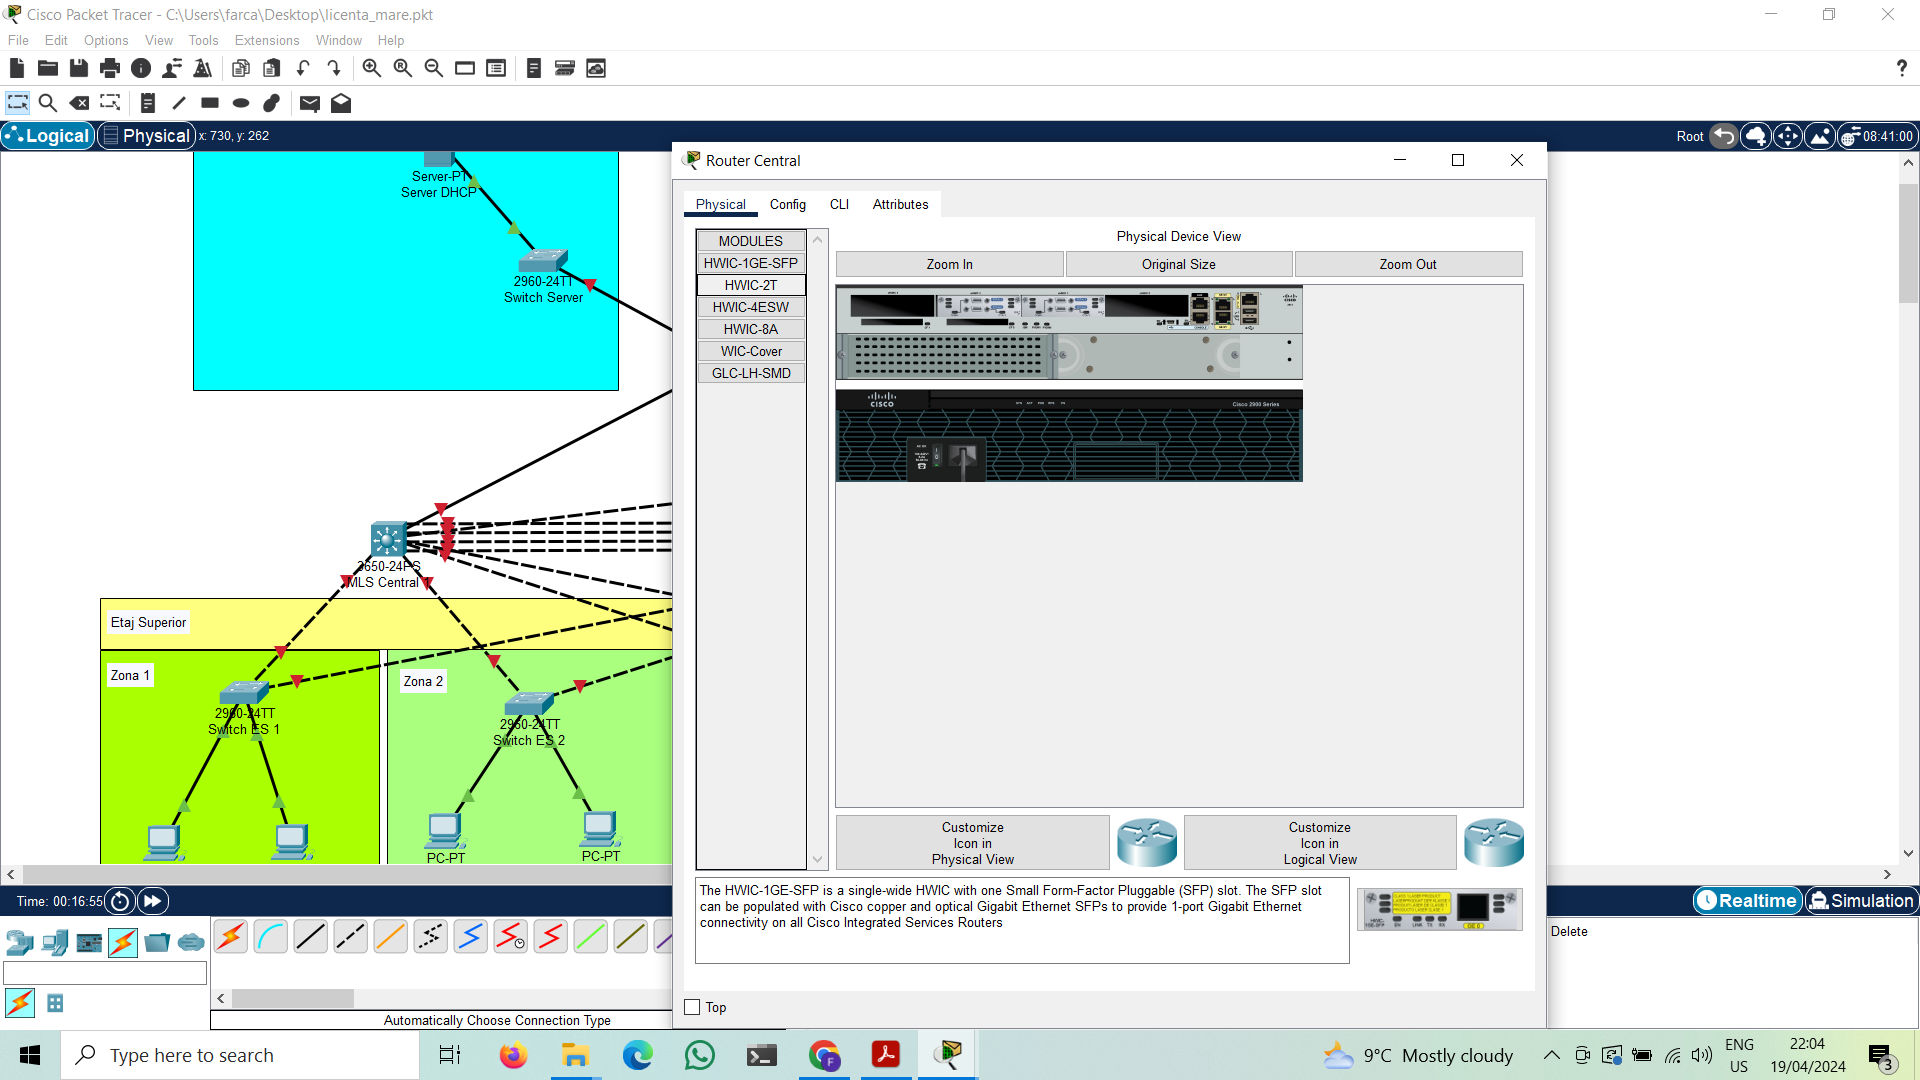 Cisco Packet Tracer - C:\Users\farca\Desktop\licenta_mare.pkt
File Edit Options View Tools Extensions Window Help
?
Logical Physical x: 730, y: 262
Root 08:41:00
Server-PT
Server DHCP
2960-24TT
Switch Server
3650-24PS
MLS Central 1
Etaj Superior
Zona 1
2960-24TT
Switch ES 1
Zona 2
2960-24TT
Switch ES 2
PC-PT
PC-PT
Router Central
Physical Config CLI Attributes
MODULES
HWIC-1GE-SFP
HWIC-2T
HWIC-4ESW
HWIC-8A
WIC-Cover
GLC-LH-SMD
Physical Device View
Zoom In Original Size Zoom Out
CISCO
Cisco 2900 Series
Customize
Icon in
Physical View
Customize
Icon in
Logical View
The HWIC-1GE-SFP is a single-wide HWIC with one Small Form-Factor Pluggable (SFP) slot. The SFP slot
can be populated with Cisco copper and optical Gigabit Ethernet SFPs to provide 1-port Gigabit Ethernet
connectivity on all Cisco Integrated Services Routers
Top
Time: 00:16:55
Realtime Simulation
Delete
Automatically Choose Connection Type
Type here to search
F
9°C Mostly cloudy
ENG
US
22:04
19/04/2024
3